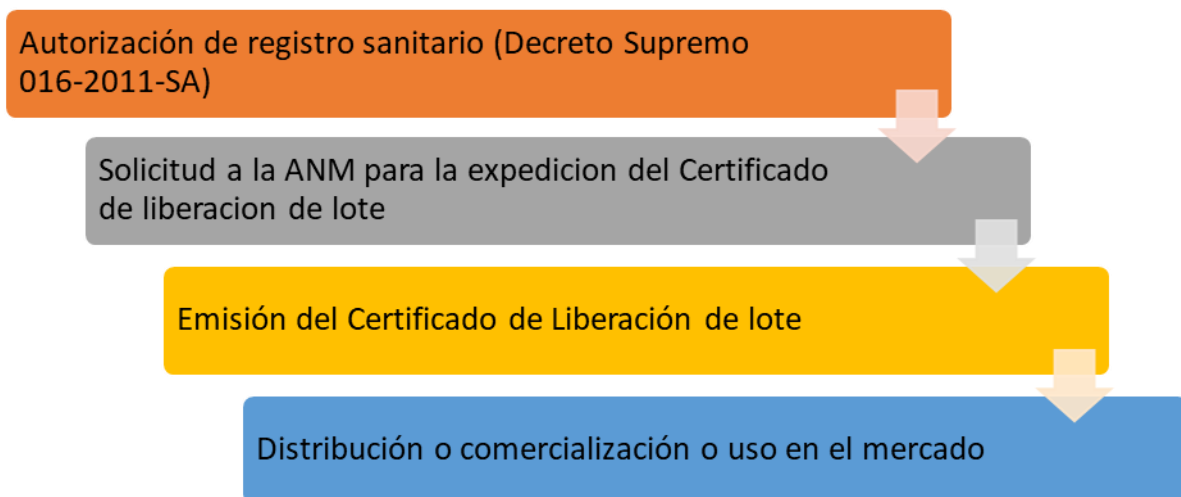 Autorización de registro sanitario (Decreto Supremo
016-2011-SA)
Solicitud a la ANM para la expedicion del Certificado
de liberacion de lote
Emisión del Certificado de Liberación de lote
Distribución o comercialización o uso en el mercado